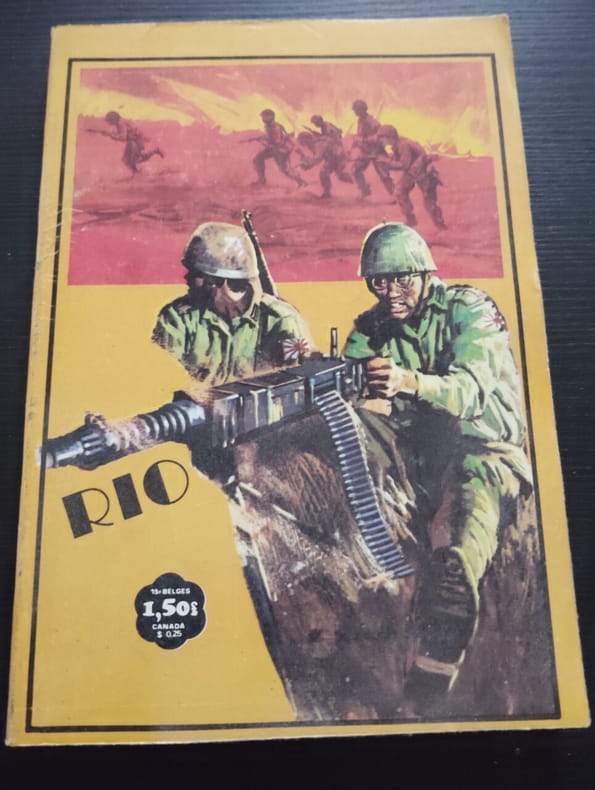 RIO
15F BELGES
1,50F
CANADA
$ 0,25